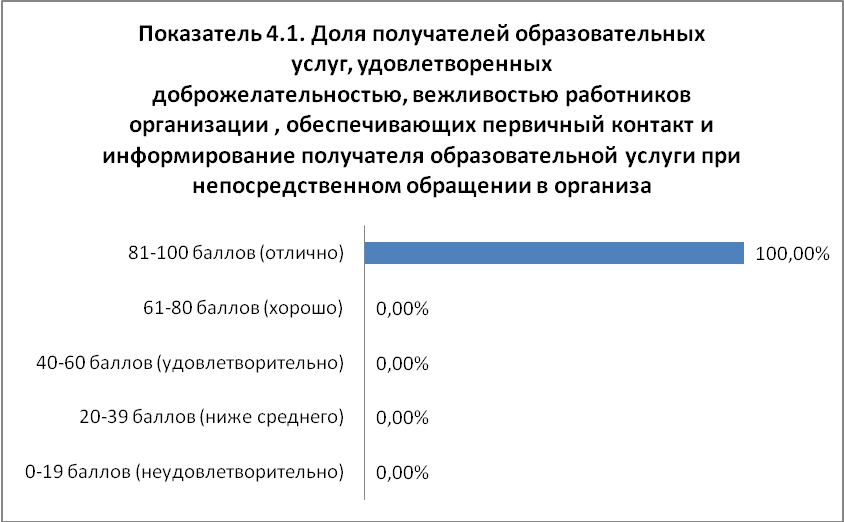 Показатель 4.1. Доля получателей образовательных
услуг, удовлетворенных
доброжелательностью, вежливостью работников
организации , обеспечивающих первичный контакт и
информирование получателя образовательной услуги при
непосредственном обращении в организа
81-100 баллов (отлично) 100,00%
61-80 баллов (хорошо) 0,00%
40-60 баллов (удовлетворительно) 0,00%
20-39 баллов (ниже среднего) 0,00%
0-19 баллов (неудовлетворительно) 0,00%